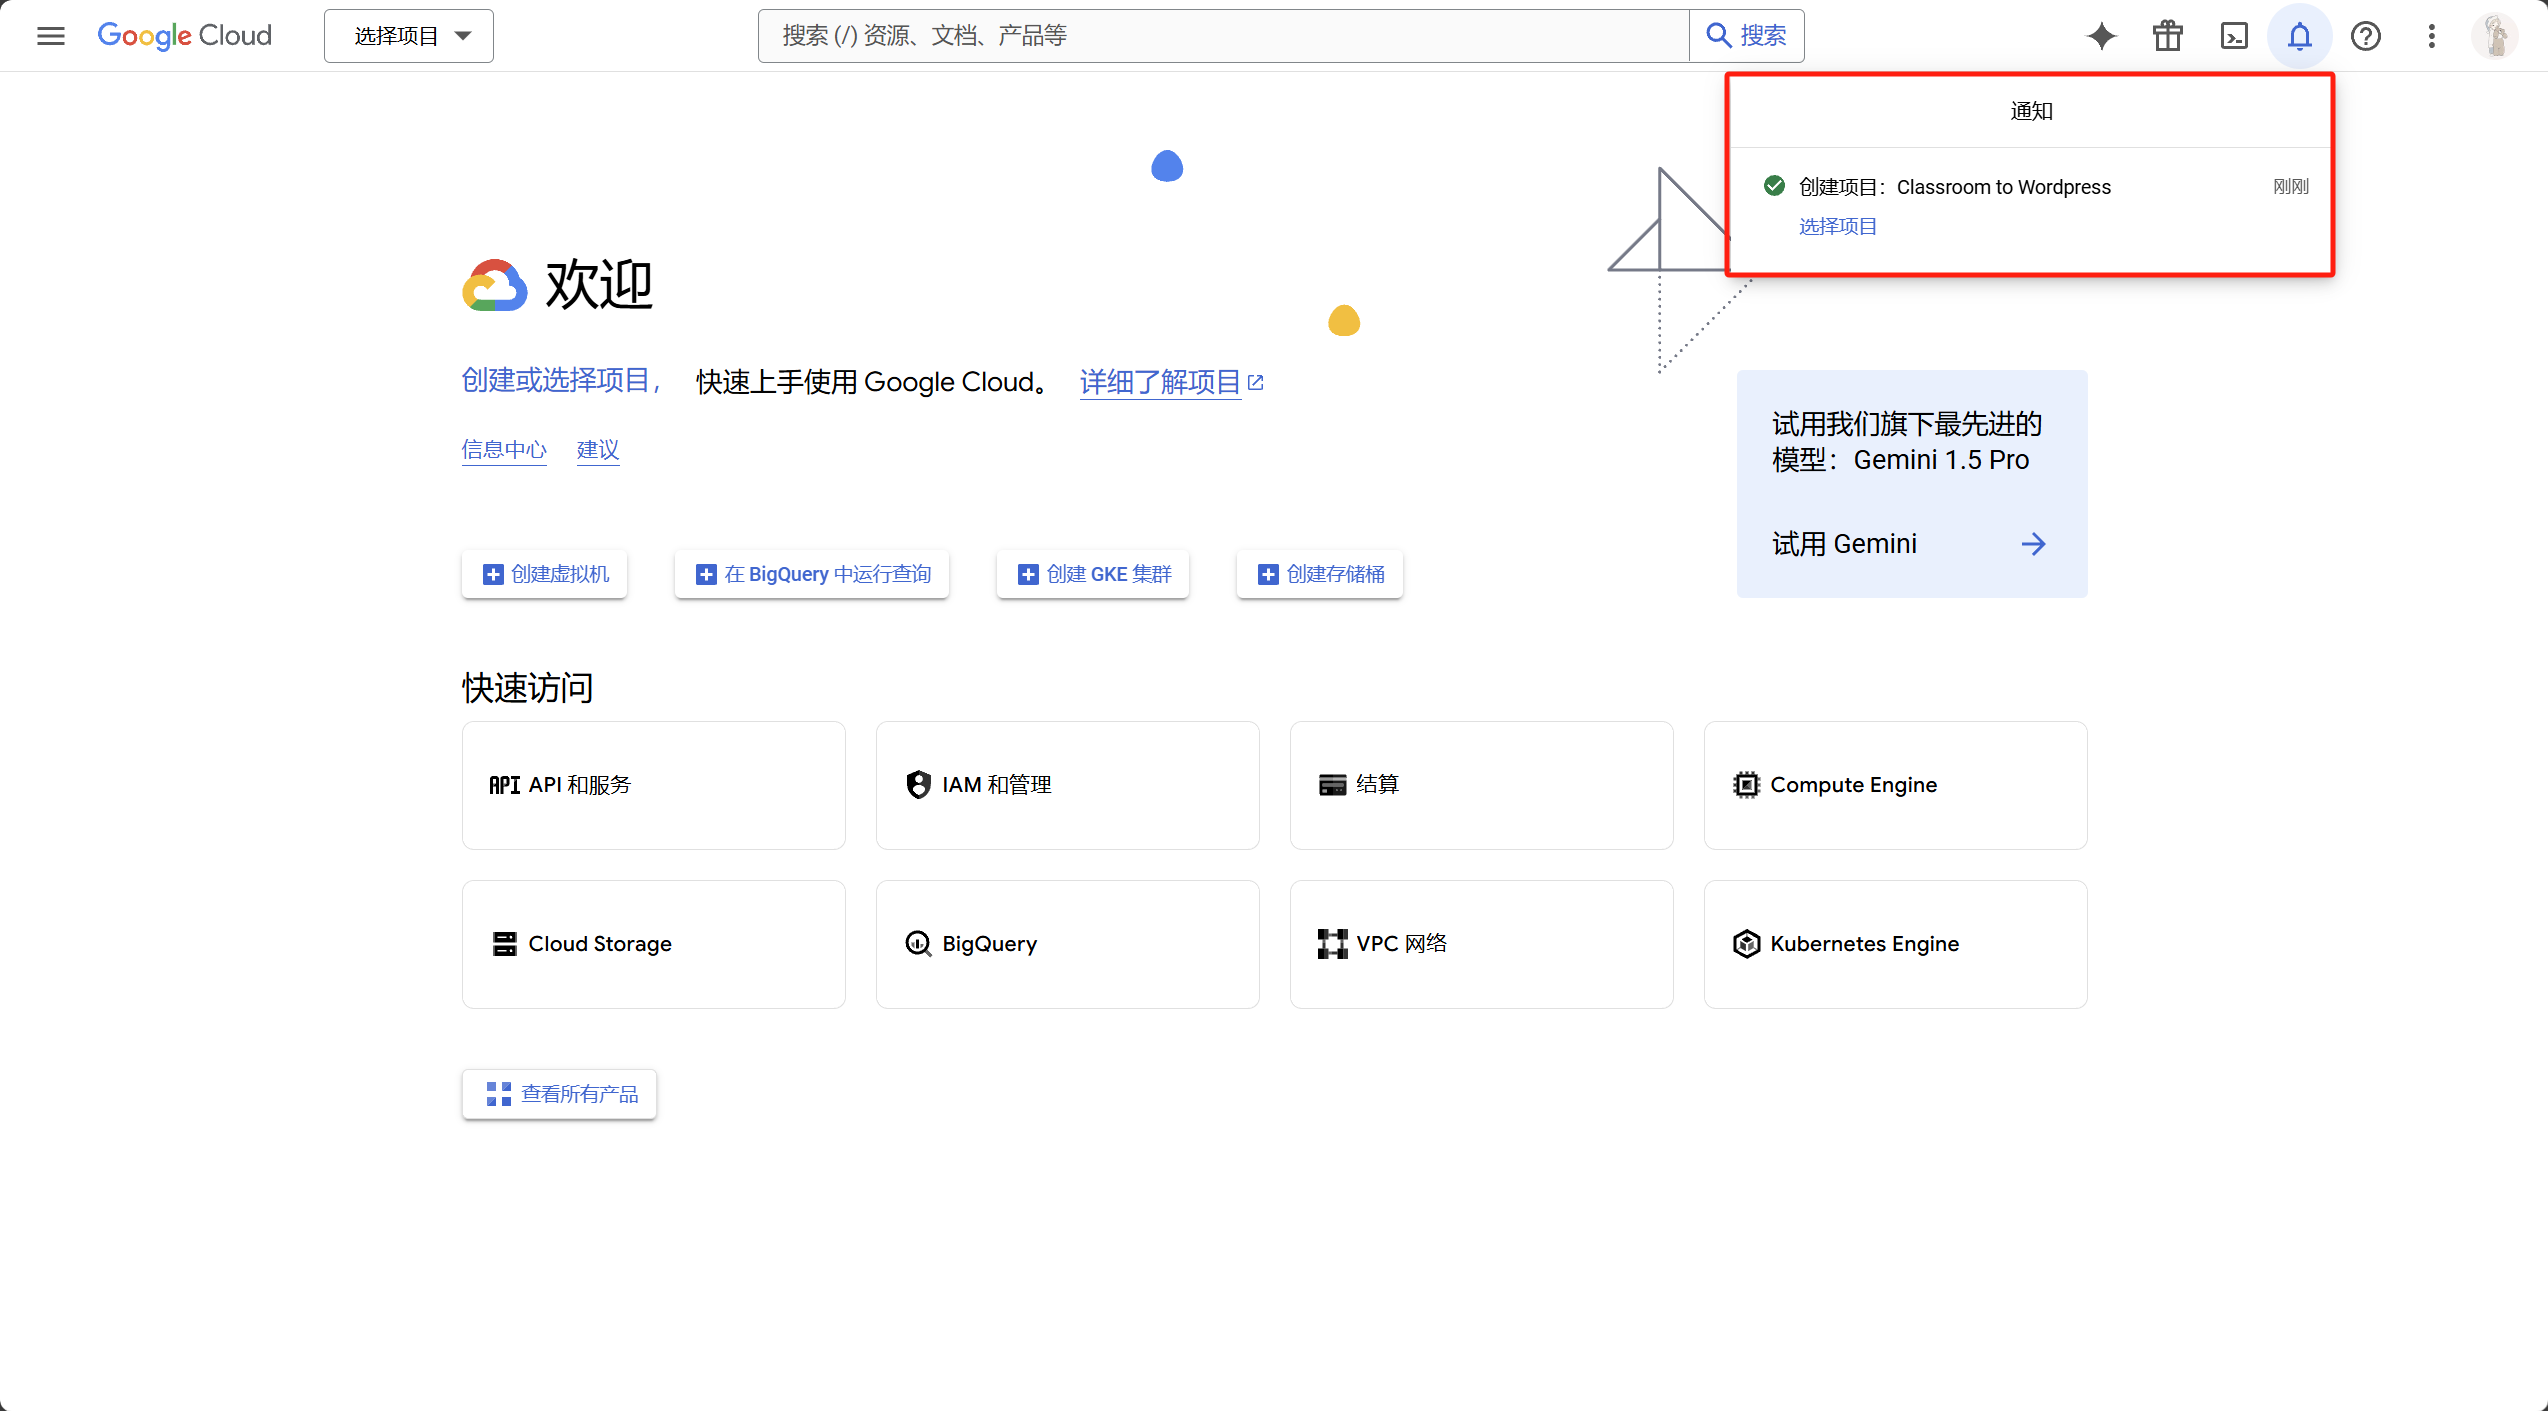 Google Cloud
选择项目
搜索 (/) 资源、文档、产品等
搜索
通知
创建项目：Classroom to Wordpress
刚刚
选择项目
欢迎
创建或选择项目， 快速上手使用 Google Cloud。 详细了解项目
信息中心 建议
试用我们旗下最先进的
模型：Gemini 1.5 Pro
试用 Gemini
创建虚拟机
在 BigQuery 中运行查询
创建 GKE 集群
创建存储桶
快速访问
API API 和服务
IAM 和管理
结算
Compute Engine
Cloud Storage
BigQuery
VPC 网络
Kubernetes Engine
查看所有产品